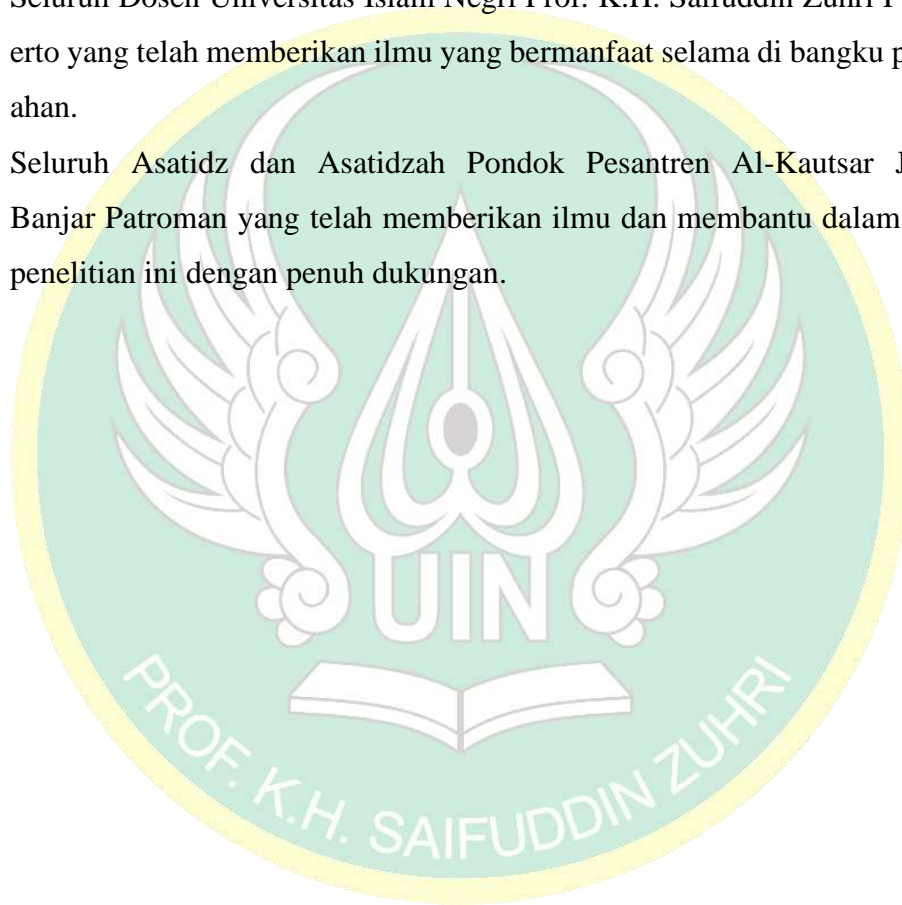 Seluruh Dosen Universitas Islam Negri Prof. K.H. Saifuddin Zuhri P
erto yang telah memberikan ilmu yang bermanfaat selama di bangku p
ahan.
Seluruh Asatidz dan Asatidzah Pondok Pesantren Al-Kautsar J
Banjar Patroman yang telah memberikan ilmu dan membantu dalam
penelitian ini dengan penuh dukungan.
UIN
PROF. K.H. SAIFUDDIN ZUHRI